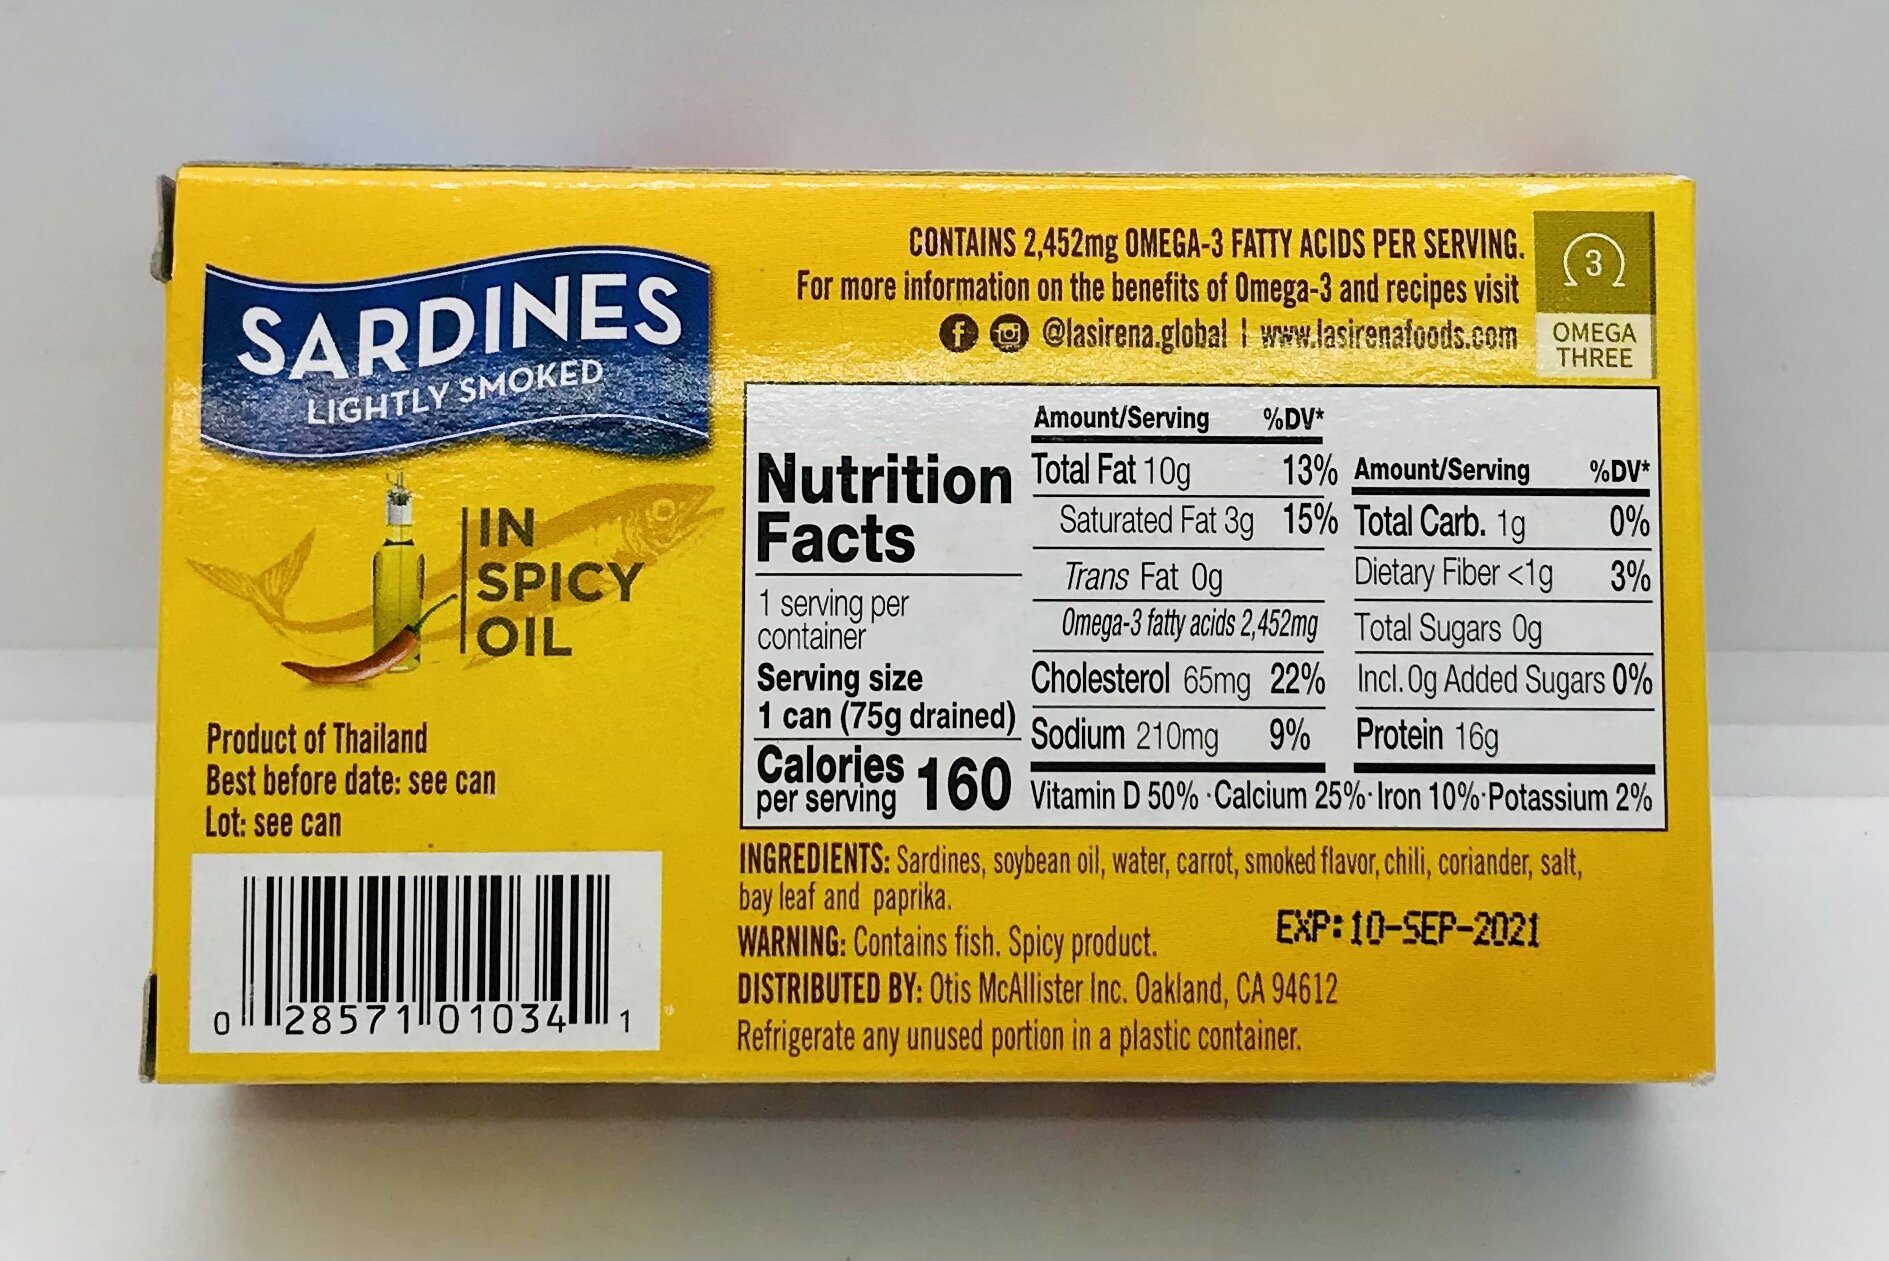 SARDINES
LIGHTLY SMOKED
IN
SPICY
OIL
Product of Thailand
Best before date: see can
Lot: see can
0 28571 01034 1
CONTAINS 2,452mg OMEGA-3 FATTY ACIDS PER SERVING.
For more information on the benefits of Omega-3 and recipes visit
@lasirena.global | www.lasirenafoods.com
3
OMEGA
THREE
Nutrition
Facts
1 serving per
container
Serving size
1 can (75g drained)
Calories
per serving 160
Amount/Serving %DV*
Total Fat 10g 13%
Saturated Fat 3g 15%
Trans Fat 0g
Omega-3 fatty acids 2,452mg
Cholesterol 65mg 22%
Sodium 210mg 9%
Amount/Serving %DV*
Total Carb. 1g 0%
Dietary Fiber <1g 3%
Total Sugars 0g
Incl. 0g Added Sugars 0%
Protein 16g
Vitamin D 50% · Calcium 25% · Iron 10% · Potassium 2%
INGREDIENTS: Sardines, soybean oil, water, carrot, smoked flavor, chili, coriander, salt,
bay leaf and paprika.
EXP:10-SEP-2021
WARNING: Contains fish. Spicy product.
DISTRIBUTED BY: Otis McAllister Inc. Oakland, CA 94612
Refrigerate any unused portion in a plastic container.